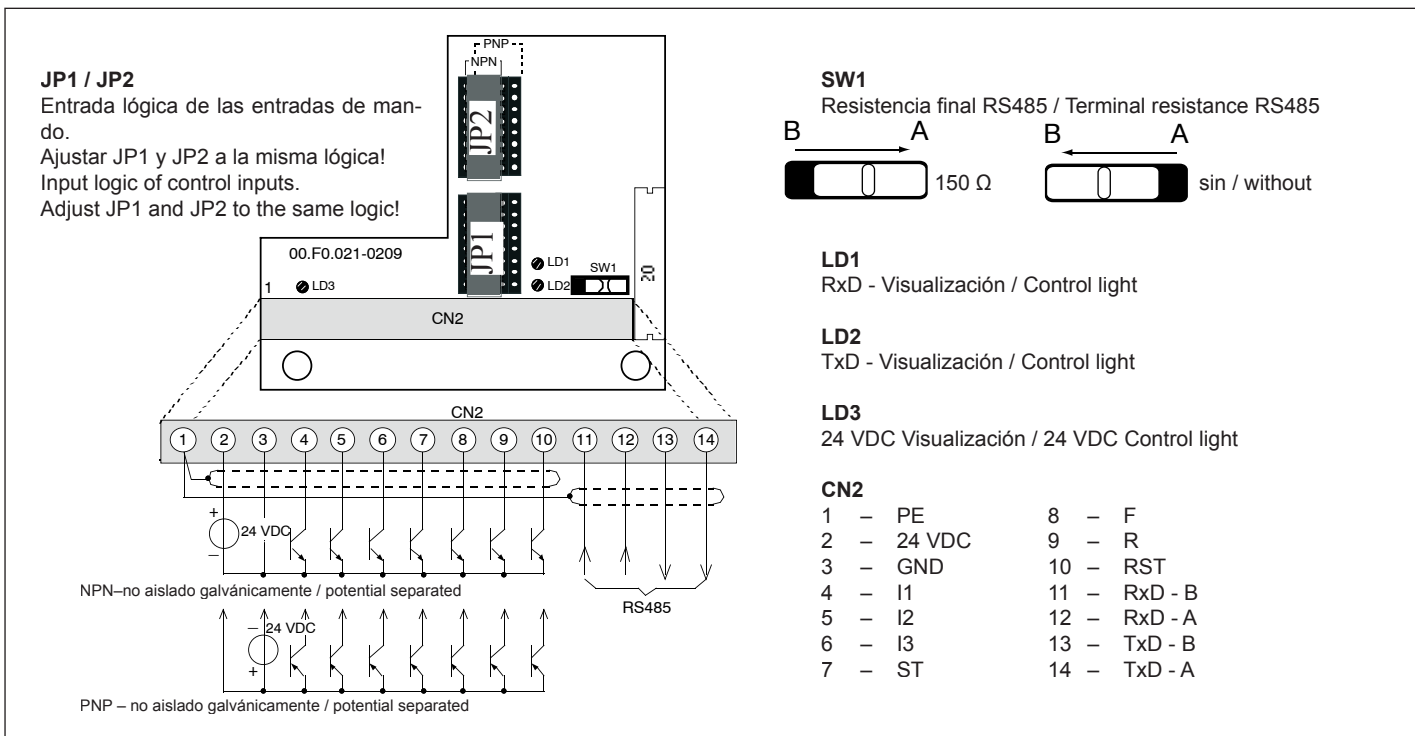 JP1 / JP2
Entrada lógica de las entradas de man-
do.
Ajustar JP1 y JP2 a la misma lógica!
Input logic of control inputs.
Adjust JP1 and JP2 to the same logic!
PNP
NPN
JP2
JP1
00.F0.021-0209
LD1
SW1
1
LD3
LD2
20
CN2
CN2
1 2 3 4 5 6 7 8 9 10 11 12 13 14
+
24 VDC
–
NPN–no aislado galvánicamente / potential separated
RS485
– 24 VDC
+
PNP – no aislado galvánicamente / potential separated
SW1
Resistencia final RS485 / Terminal resistance RS485
B A B A
150 Ω sin / without
LD1
RxD - Visualización / Control light
LD2
TxD - Visualización / Control light
LD3
24 VDC Visualización / 24 VDC Control light
CN2
1 – PE 8 – F
2 – 24 VDC 9 – R
3 – GND 10 – RST
4 – I1 11 – RxD - B
5 – I2 12 – RxD - A
6 – I3 13 – TxD - B
7 – ST 14 – TxD - A